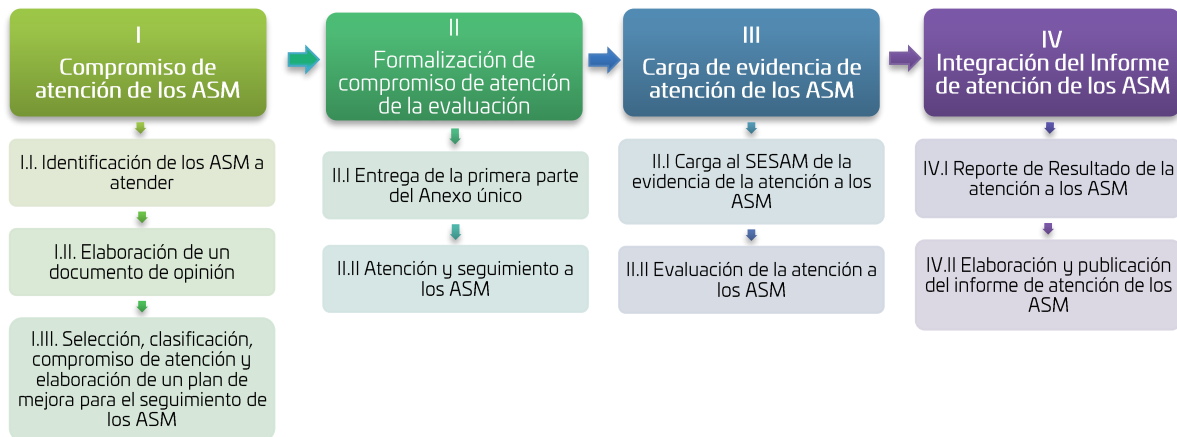 I
Compromiso de
atención de los ASM
I.I. Identificación de los ASM a
atender
I.II. Elaboración de un
documento de opinión
I.III. Selección, clasificación,
compromiso de atención y
elaboración de un plan de
mejora para el seguimiento de
los ASM
II
Formalización de
compromiso de atención
de la evaluación
II.I Entrega de la primera parte
del Anexo único
II.II Atención y seguimiento a
los ASM
III
Carga de evidencia de
atención de los ASM
II.I Carga al SESAM de la
evidencia de la atención a los
ASM
II.II Evaluación de la atención a
los ASM
IV
Integración del Informe
de atención de los ASM
IV.I Reporte de Resultado de la
atención a los ASM
IV.II Elaboración y publicación
del informe de atención de los
ASM